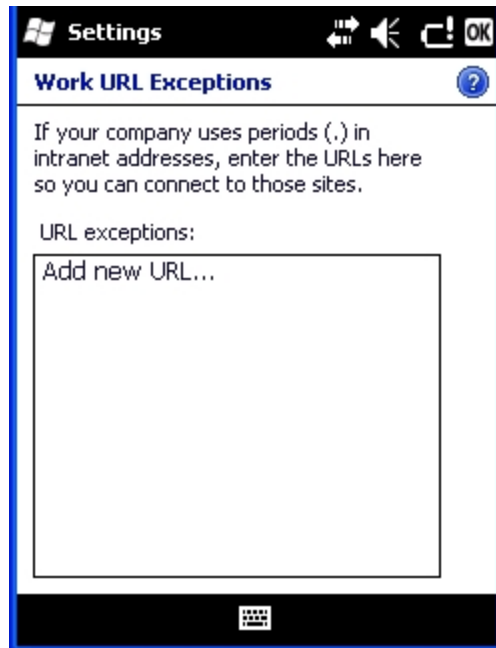 Settings
OK
Work URL Exceptions
?
If your company uses periods (.) in
intranet addresses, enter the URLs here
so you can connect to those sites.
URL exceptions:
Add new URL...